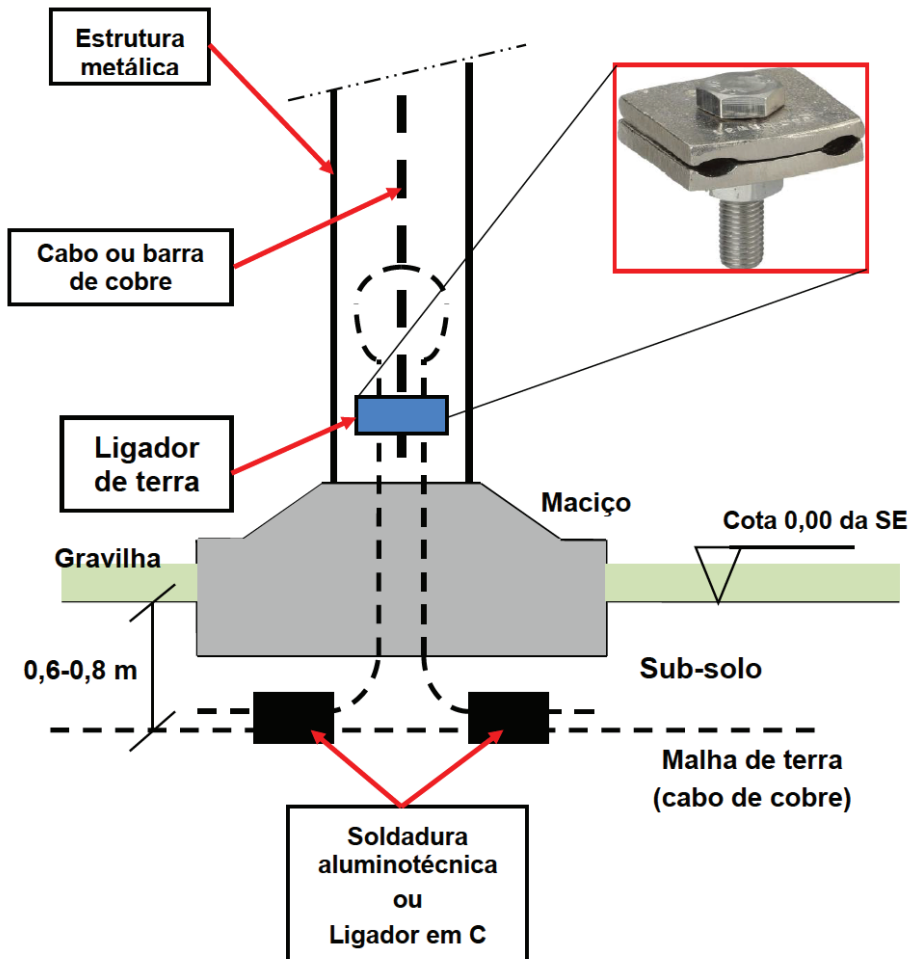 Estrutura
metálica
Cabo ou barra
de cobre
Ligador
de terra
Maciço
Cota 0,00 da SE
Gravilha
0,6-0,8 m
Sub-solo
Malha de terra
(cabo de cobre)
Soldadura
aluminotécnica
ou
Ligador em C